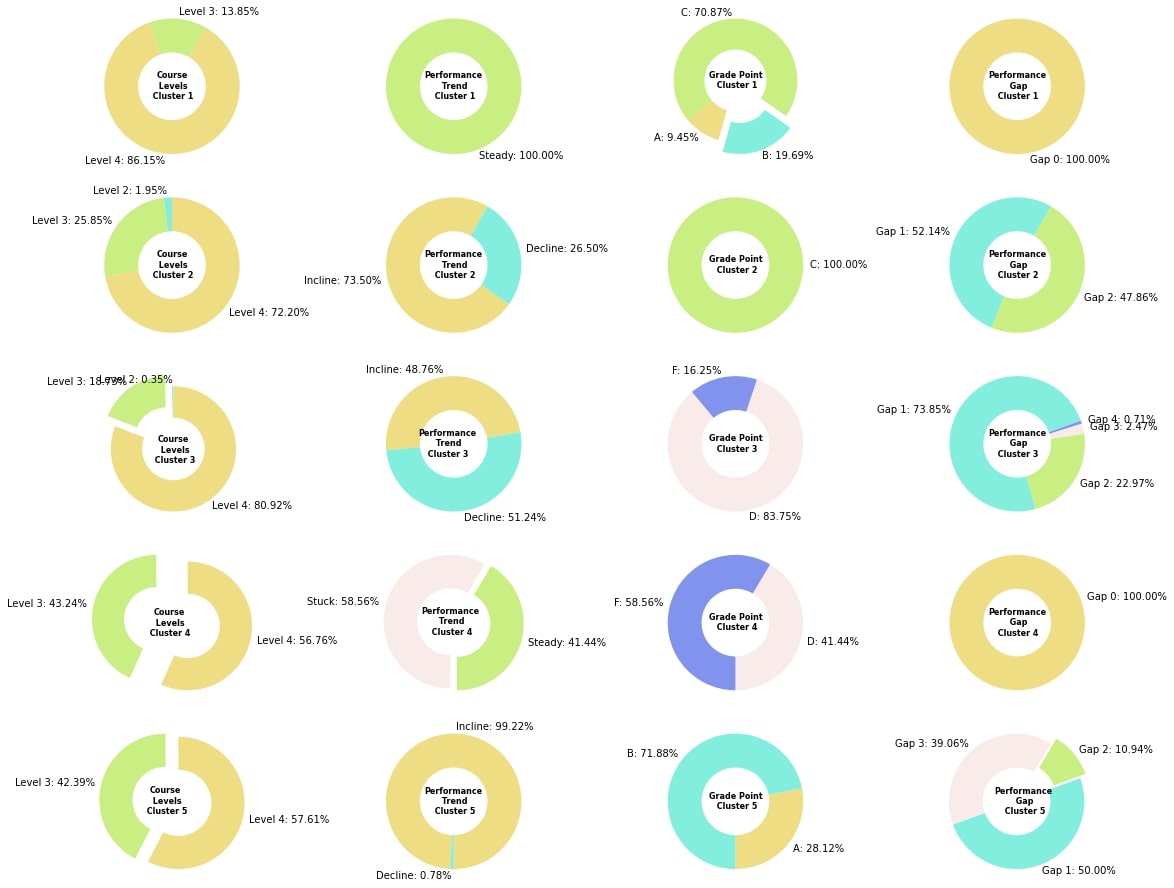 Level 3: 13.85%
Course
Levels
Cluster 1
Level 4: 86.15%
Performance
Trend
Cluster 1
Steady: 100.00%
C: 70.87%
Grade Point
Cluster 1
A: 9.45%
B: 19.69%
Performance
Gap
Cluster 1
Gap 0: 100.00%
Level 2: 1.95%
Level 3: 25.85%
Course
Levels
Cluster 2
Level 4: 72.20%
Decline: 26.50%
Performance
Trend
Cluster 2
Incline: 73.50%
Grade Point
Cluster 2
C: 100.00%
Gap 1: 52.14%
Performance
Gap
Cluster 2
Gap 2: 47.86%
Level 3: 18.73%
Level 2: 0.35%
Course
Levels
Cluster 3
Level 4: 80.92%
Incline: 48.76%
Performance
Trend
Cluster 3
Decline: 51.24%
F: 16.25%
Grade Point
Cluster 3
D: 83.75%
Gap 1: 73.85%
Gap 4: 0.71%
Gap 3: 2.47%
Performance
Gap
Cluster 3
Gap 2: 22.97%
Level 3: 43.24%
Course
Levels
Cluster 4
Level 4: 56.76%
Stuck: 58.56%
Performance
Trend
Cluster 4
Steady: 41.44%
F: 58.56%
Grade Point
Cluster 4
D: 41.44%
Gap 0: 100.00%
Performance
Gap
Cluster 4
Level 3: 42.39%
Course
Levels
Cluster 5
Level 4: 57.61%
Incline: 99.22%
Performance
Trend
Cluster 5
Decline: 0.78%
B: 71.88%
Grade Point
Cluster 5
A: 28.12%
Gap 3: 39.06%
Gap 2: 10.94%
Performance
Gap
Cluster 5
Gap 1: 50.00%